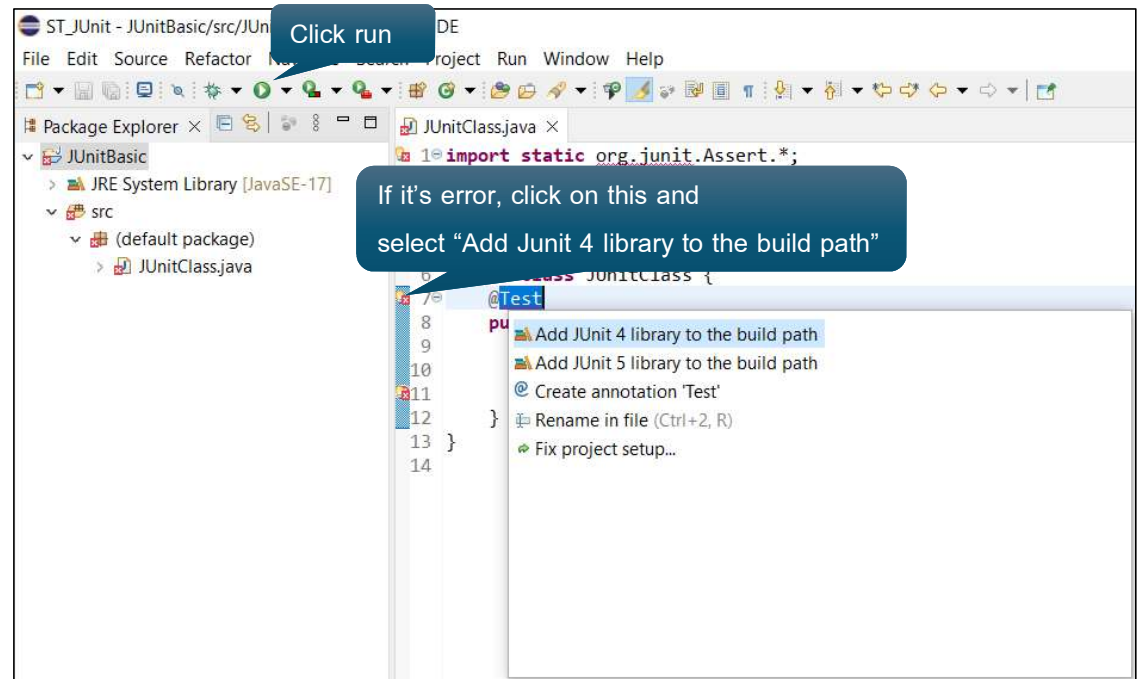 ST_JUnit - JUnitBasic/src/JUn
DE
Click run
File Edit Source Refactor Project Run Window Help
Package Explorer
JUnitClass.java
JUnitBasic
JRE System Library [JavaSE-17]
src
(default package)
JUnitClass.java
1 import static org.junit.Assert.*;
If it’s error, click on this and
select “Add Junit 4 library to the build path”
6 class JUnitClass {
7 @Test
8 pu
9
10
11
12 }
13 }
14
Add JUnit 4 library to the build path
Add JUnit 5 library to the build path
Create annotation 'Test'
Rename in file (Ctrl+2, R)
Fix project setup...